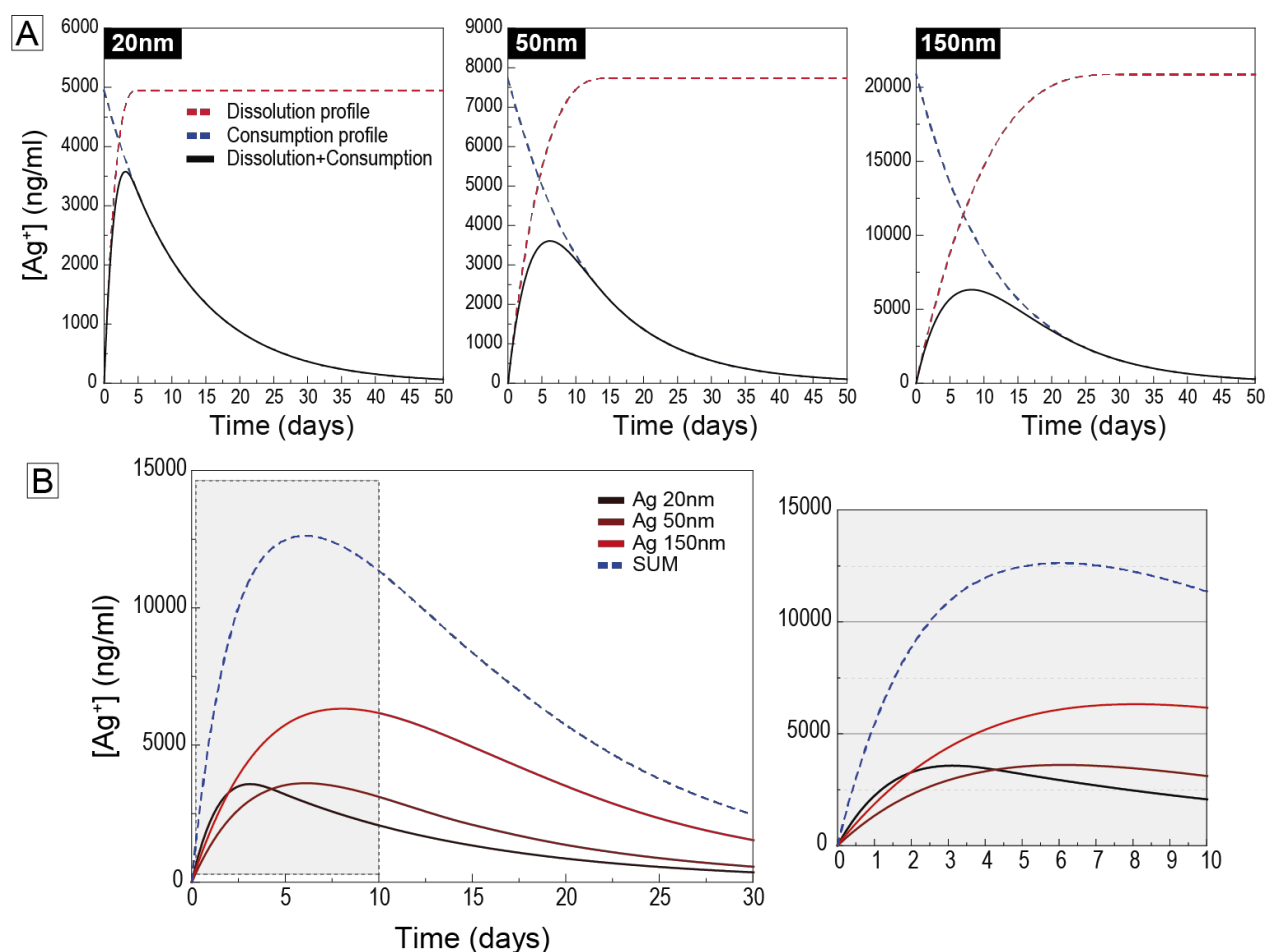 A
20nm
6000
5000
4000
3000
2000
1000
0
[Ag⁺] (ng/ml)
Dissolution profile
Consumption profile
Dissolution+Consumption
0 5 10 15 20 25 30 35 40 45 50
Time (days)
50nm
9000
8000
7000
6000
5000
4000
3000
2000
1000
0
0 5 10 15 20 25 30 35 40 45 50
Time (days)
150nm
20000
15000
10000
5000
0
0 5 10 15 20 25 30 35 40 45 50
Time (days)
B
15000
10000
5000
0
[Ag⁺] (ng/ml)
Ag 20nm
Ag 50nm
Ag 150nm
SUM
0 5 10 15 20 25 30
Time (days)
15000
10000
5000
0
0 1 2 3 4 5 6 7 8 9 10